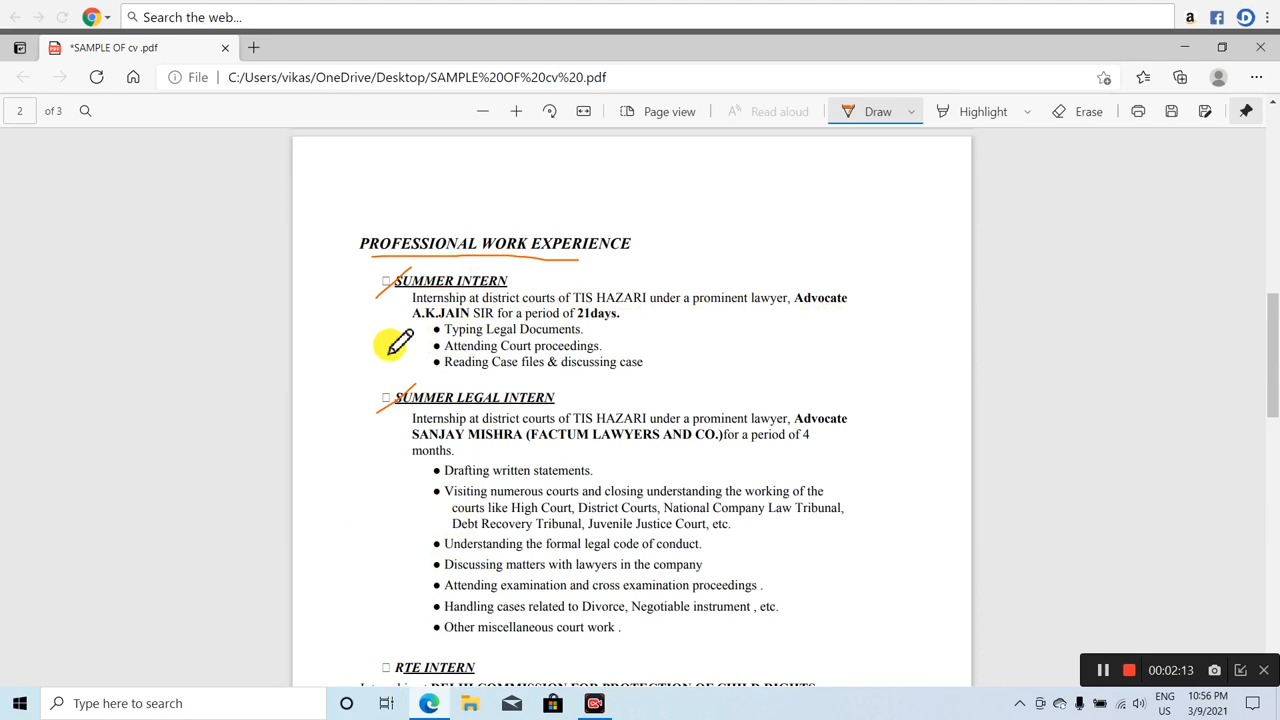 Search the web...
a
*SAMPLE OF cv .pdf
File C:/Users/vikas/OneDrive/Desktop/SAMPLE%20OF%20cv%20.pdf
2 of 3 Page view Read aloud Draw Highlight Erase
PROFESSIONAL WORK EXPERIENCE
SUMMER INTERN
Internship at district courts of TIS HAZARI under a prominent lawyer, Advocate
A.K.JAIN SIR for a period of 21days.
● Typing Legal Documents.
● Attending Court proceedings.
● Reading Case files & discussing case
SUMMER LEGAL INTERN
Internship at district courts of TIS HAZARI under a prominent lawyer, Advocate
SANJAY MISHRA (FACTUM LAWYERS AND CO.)for a period of 4
months.
● Drafting written statements.
● Visiting numerous courts and closing understanding the working of the
courts like High Court, District Courts, National Company Law Tribunal,
Debt Recovery Tribunal, Juvenile Justice Court, etc.
● Understanding the formal legal code of conduct.
● Discussing matters with lawyers in the company
● Attending examination and cross examination proceedings .
● Handling cases related to Divorce, Negotiable instrument , etc.
● Other miscellaneous court work .
RTE INTERN
DELHI COMMISSION FOR PROTECTION OF CHILD RIGHTS
00:02:13
Type here to search
ENG
US
10:56 PM
3/9/2021